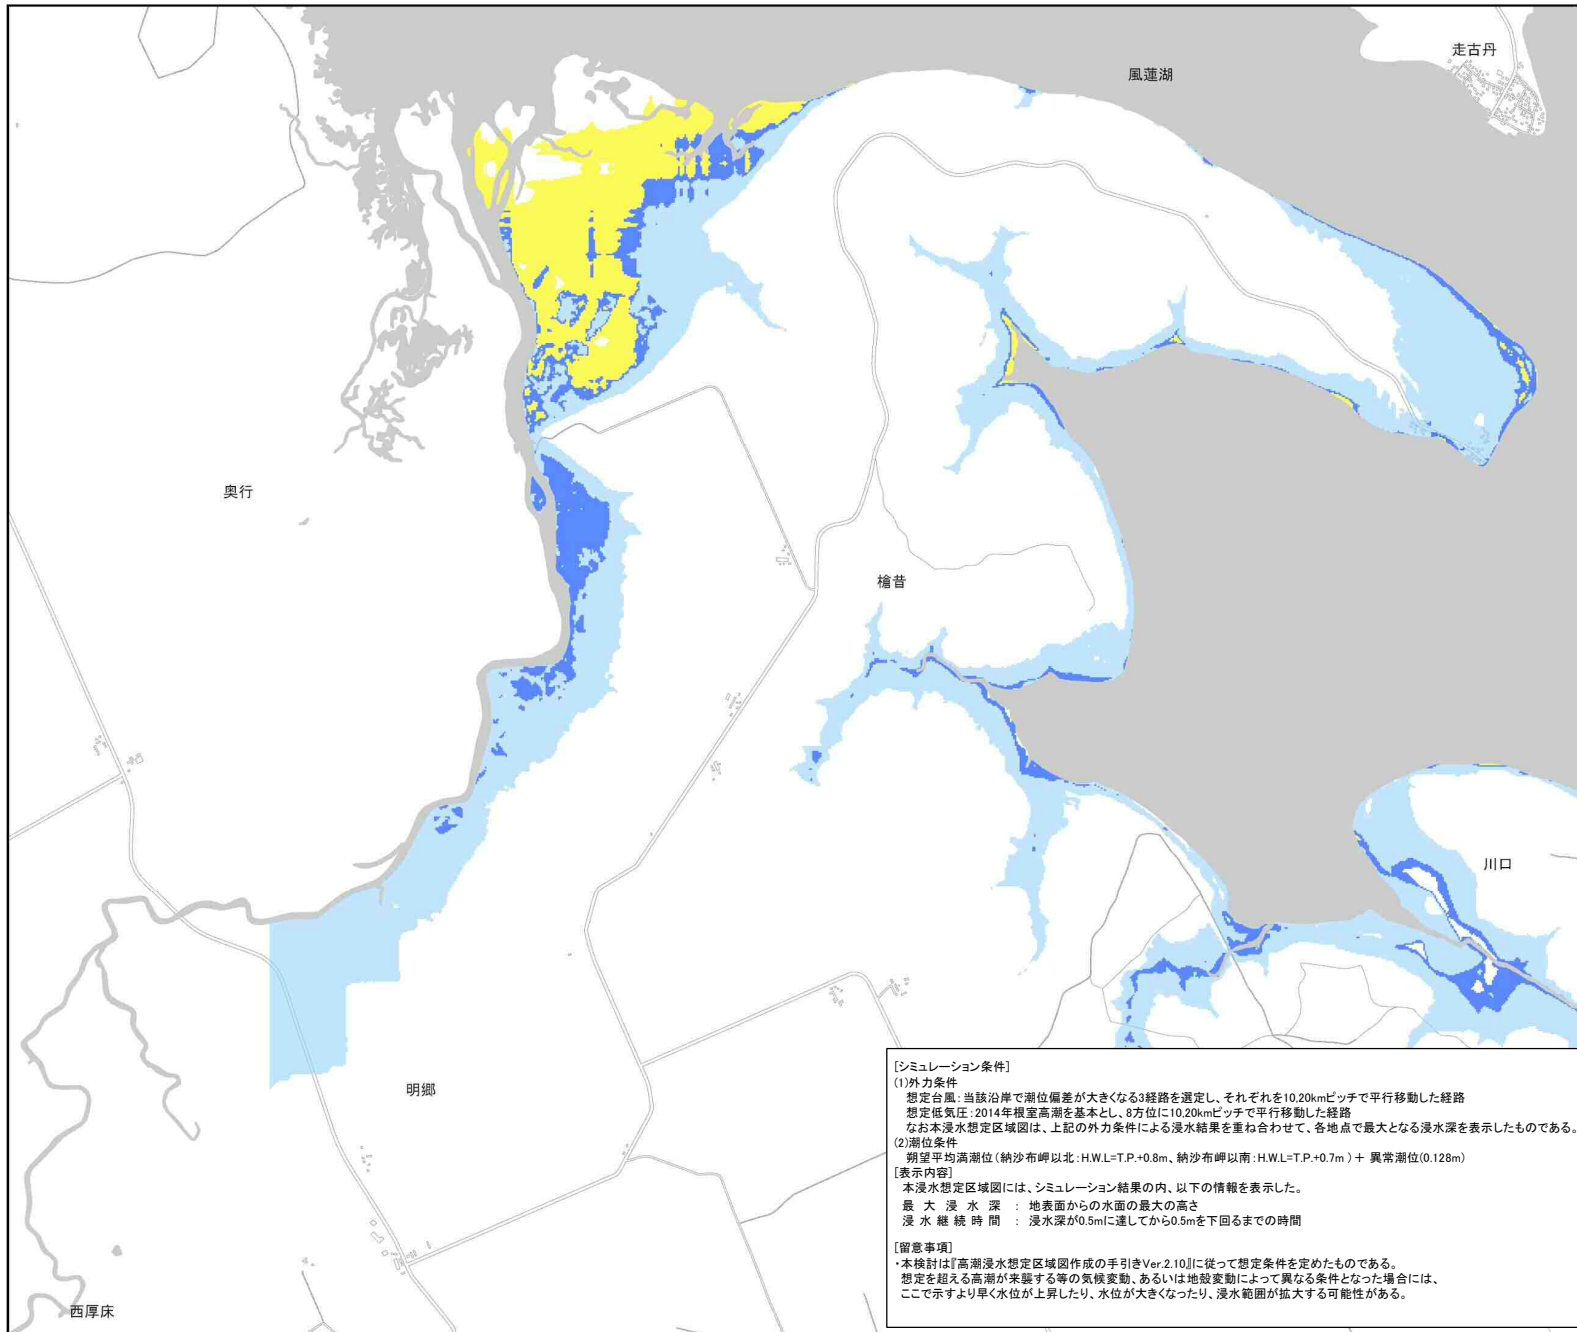 走古丹
風蓮湖
奥行
槍昔
川口
明郷
西厚床
[シミュレーション条件]
(1)外力条件
想定台風：当該沿岸で潮位偏差が大きくなる3経路を選定し、それぞれを10,20kmピッチで平行移動した経路
想定低気圧：2014年根室高潮を基本とし、8方位に10,20kmピッチで平行移動した経路
なお本浸水想定区域図は、上記の外力条件による浸水結果を重ね合わせて、各地点で最大となる浸水深を表示したものである。
(2)潮位条件
朔望平均満潮位（納沙布岬以北：H.W.L=T.P.+0.8m、納沙布岬以南：H.W.L=T.P.+0.7m ）＋ 異常潮位(0.128m)
[表示内容]
本浸水想定区域図には、シミュレーション結果の内、以下の情報を表示した。
最 大 浸 水 深 ： 地表面からの水面の最大の高さ
浸 水 継 続 時 間 ： 浸水深が0.5mに達してから0.5mを下回るまでの時間
[留意事項]
・本検討は『高潮浸水想定区域図作成の手引きVer.2.10』に従って想定条件を定めたものである。
想定を超える高潮が来襲する等の気候変動、あるいは地殻変動によって異なる条件となった場合には、
ここで示すより早く水位が上昇したり、水位が大きくなったり、浸水範囲が拡大する可能性がある。